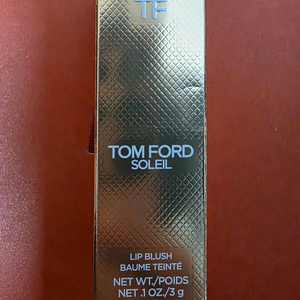 TF
TOM FORD
SOLEIL
LIP BLUSH
BAUME TEINTÉ
NET WT./POIDS
NET .1 OZ./3 g